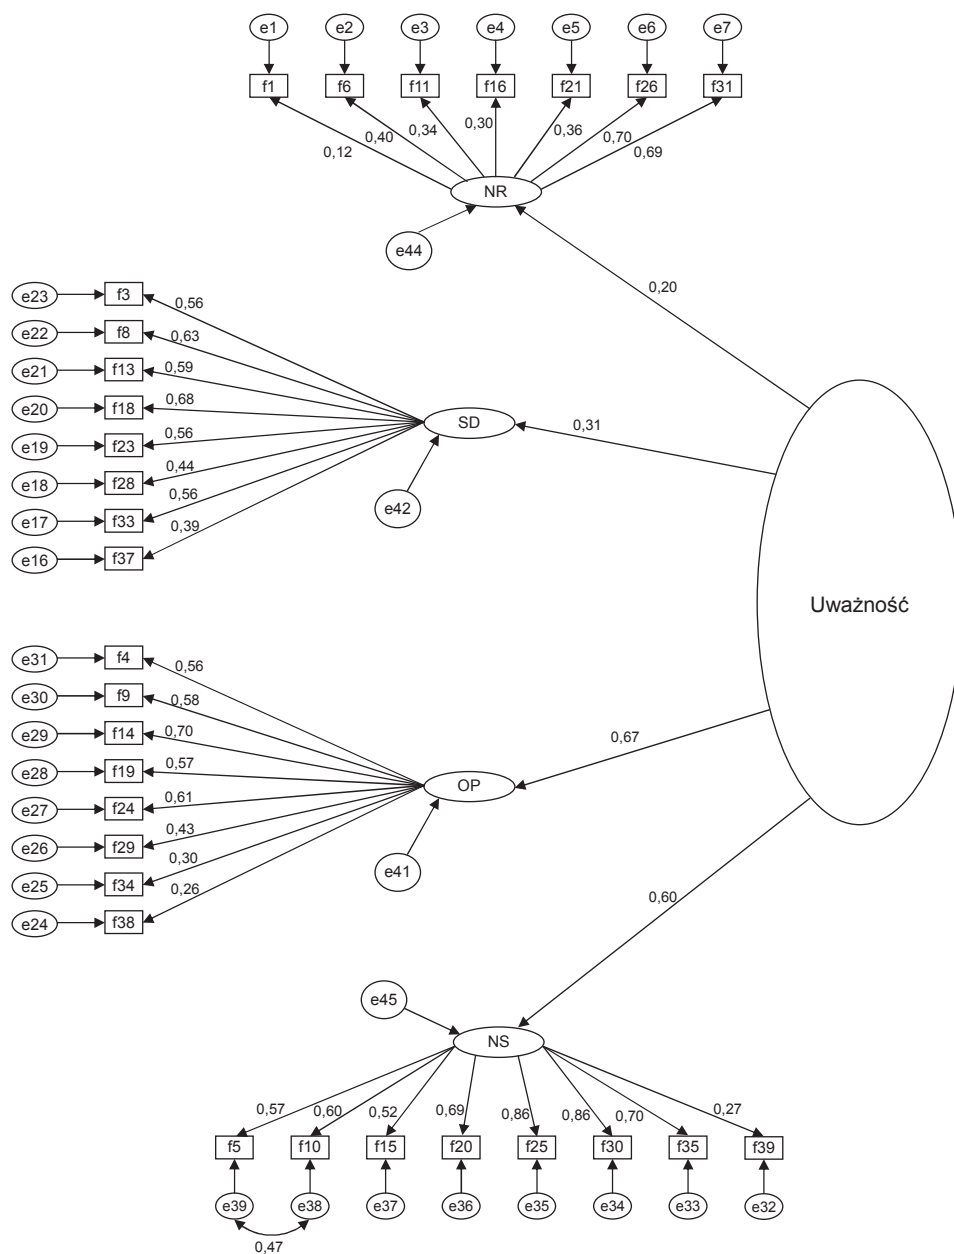 e1 e2 e3 e4 e5 e6 e7
f1 f6 f11 f16 f21 f26 f31
0,12 0,40 0,34 0,30 0,36 0,70 0,69
NR
e44
0,20
e23 f3 0,56
e22 f8 0,63
e21 f13 0,59
e20 f18 0,68
e19 f23 0,56
e18 f28 0,44
e17 f33 0,56
e16 f37 0,39
SD
0,31
e42
Uważność
e31 f4 0,56
e30 f9 0,58
e29 f14 0,70
e28 f19 0,57
e27 f24 0,61
e26 f29 0,43
e25 f34 0,30
e24 f38 0,26
OP
0,67
e41
0,60
e45
NS
0,57 0,60 0,52 0,69 0,86 0,86 0,70 0,27
f5 f10 f15 f20 f25 f30 f35 f39
e39 e38 e37 e36 e35 e34 e33 e32
0,47